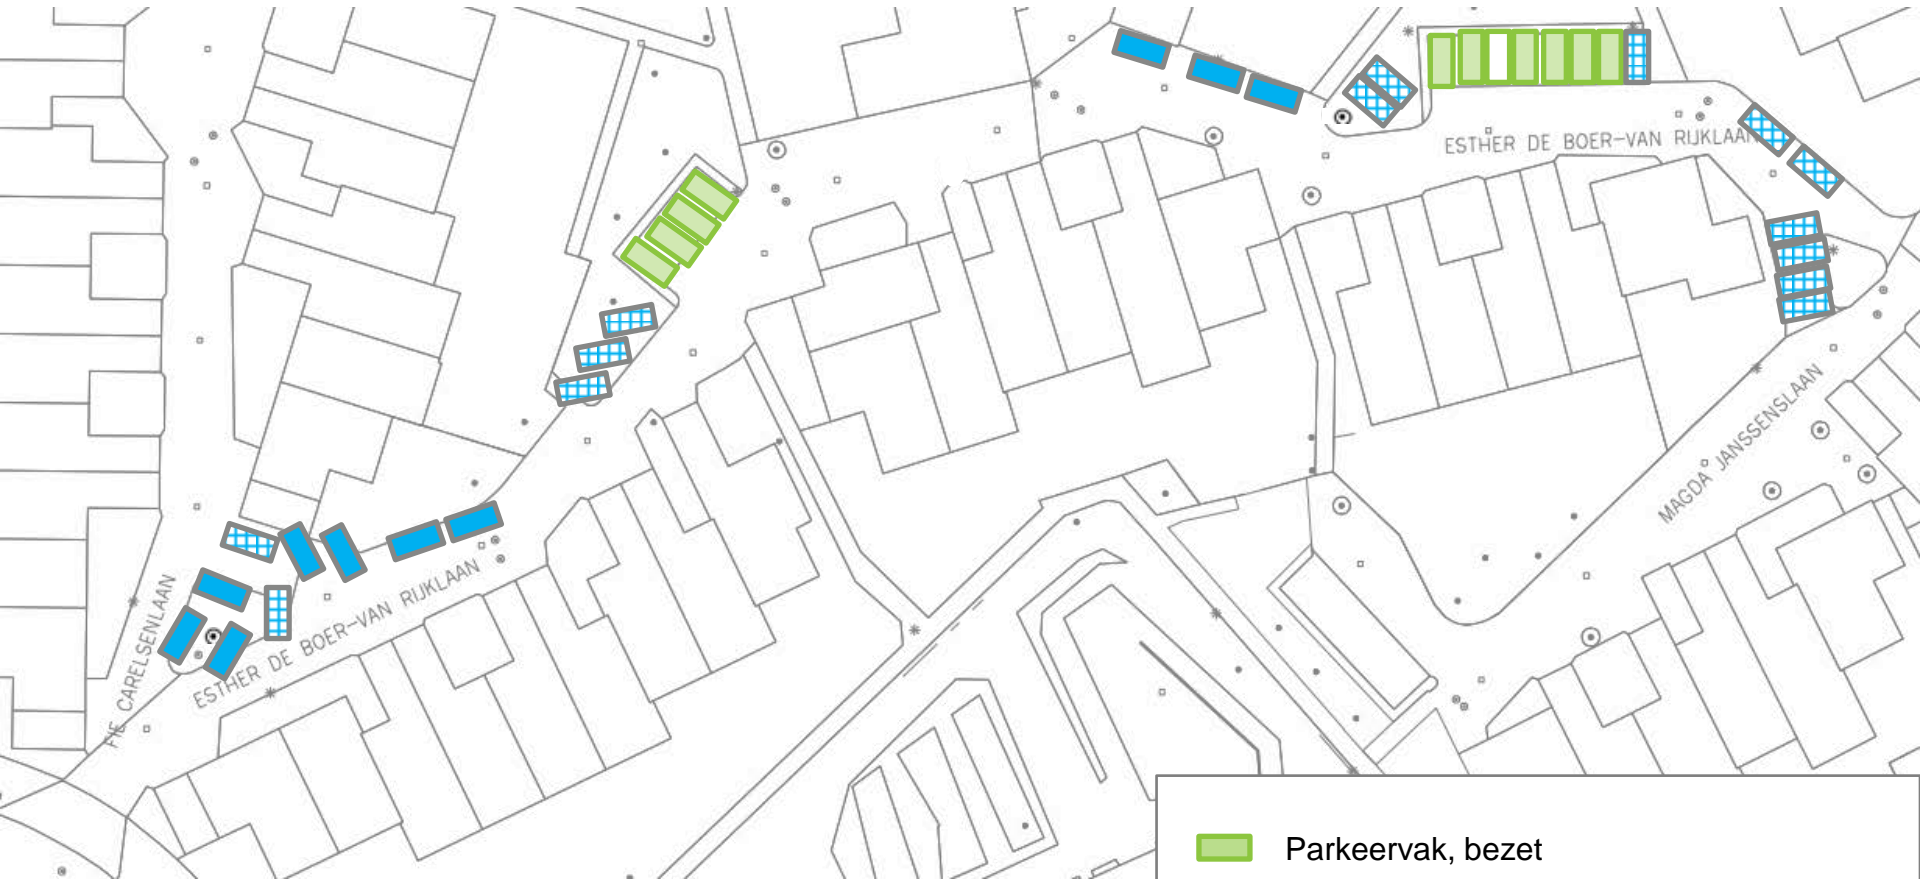 ESTHER DE BOER-VAN RIJKLAAN
MAGDA JANSSENSLAAN
ESTHER DE BOER-VAN RIJKLAAN
FIE CARELSENLAAN
Parkeervak, bezet